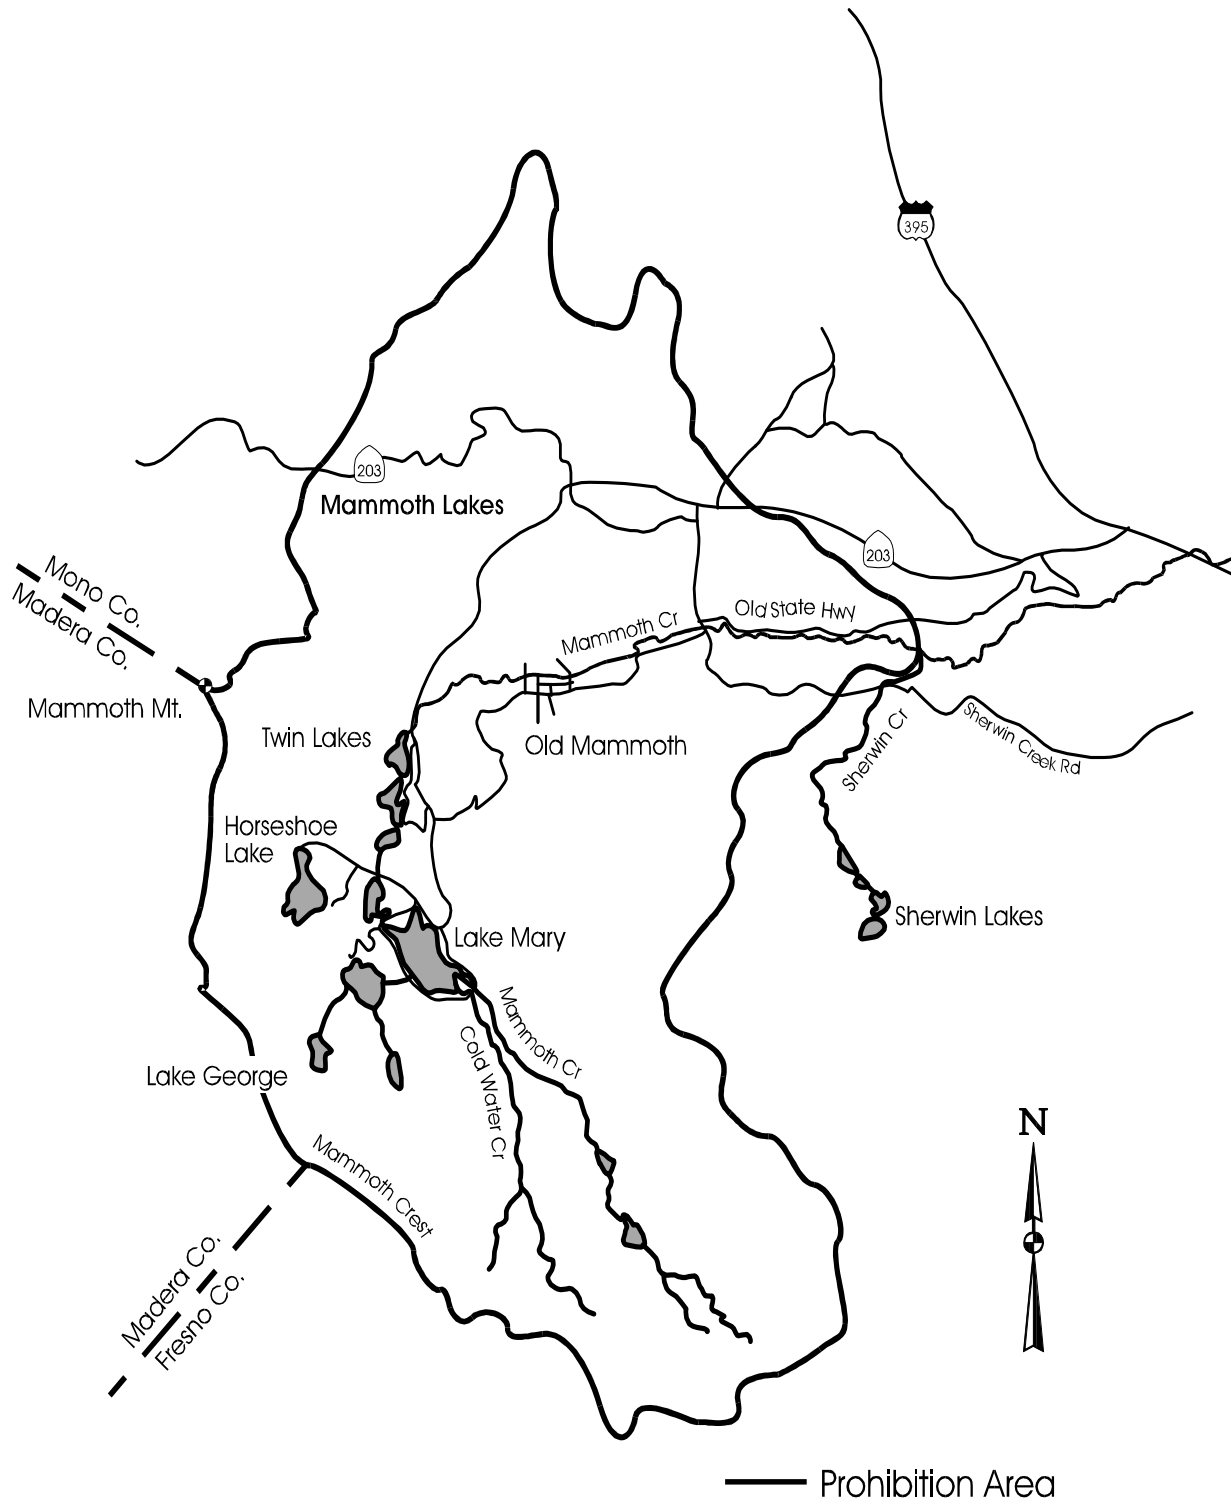 395
203
Mammoth Lakes
203
Mono Co.
Madera Co.
Old State Hwy
Mammoth Cr
Mammoth Mt.
Twin Lakes
Old Mammoth
Sherwin Cr
Sherwin Creek Rd
Horseshoe
Lake
Sherwin Lakes
Lake Mary
Mammoth Cr
Cold Water Cr
Lake George
N
Mammoth Crest
Madera Co.
Fresno Co.
Prohibition Area